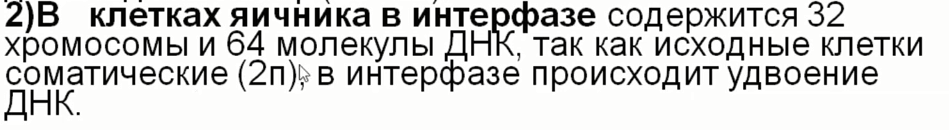 2)В клетках яичника в интерфазе содержится 32
хромосомы и 64 молекулы ДНК, так как исходные клетки
соматические (2п), в интерфазе происходит удвоение
ДНК.